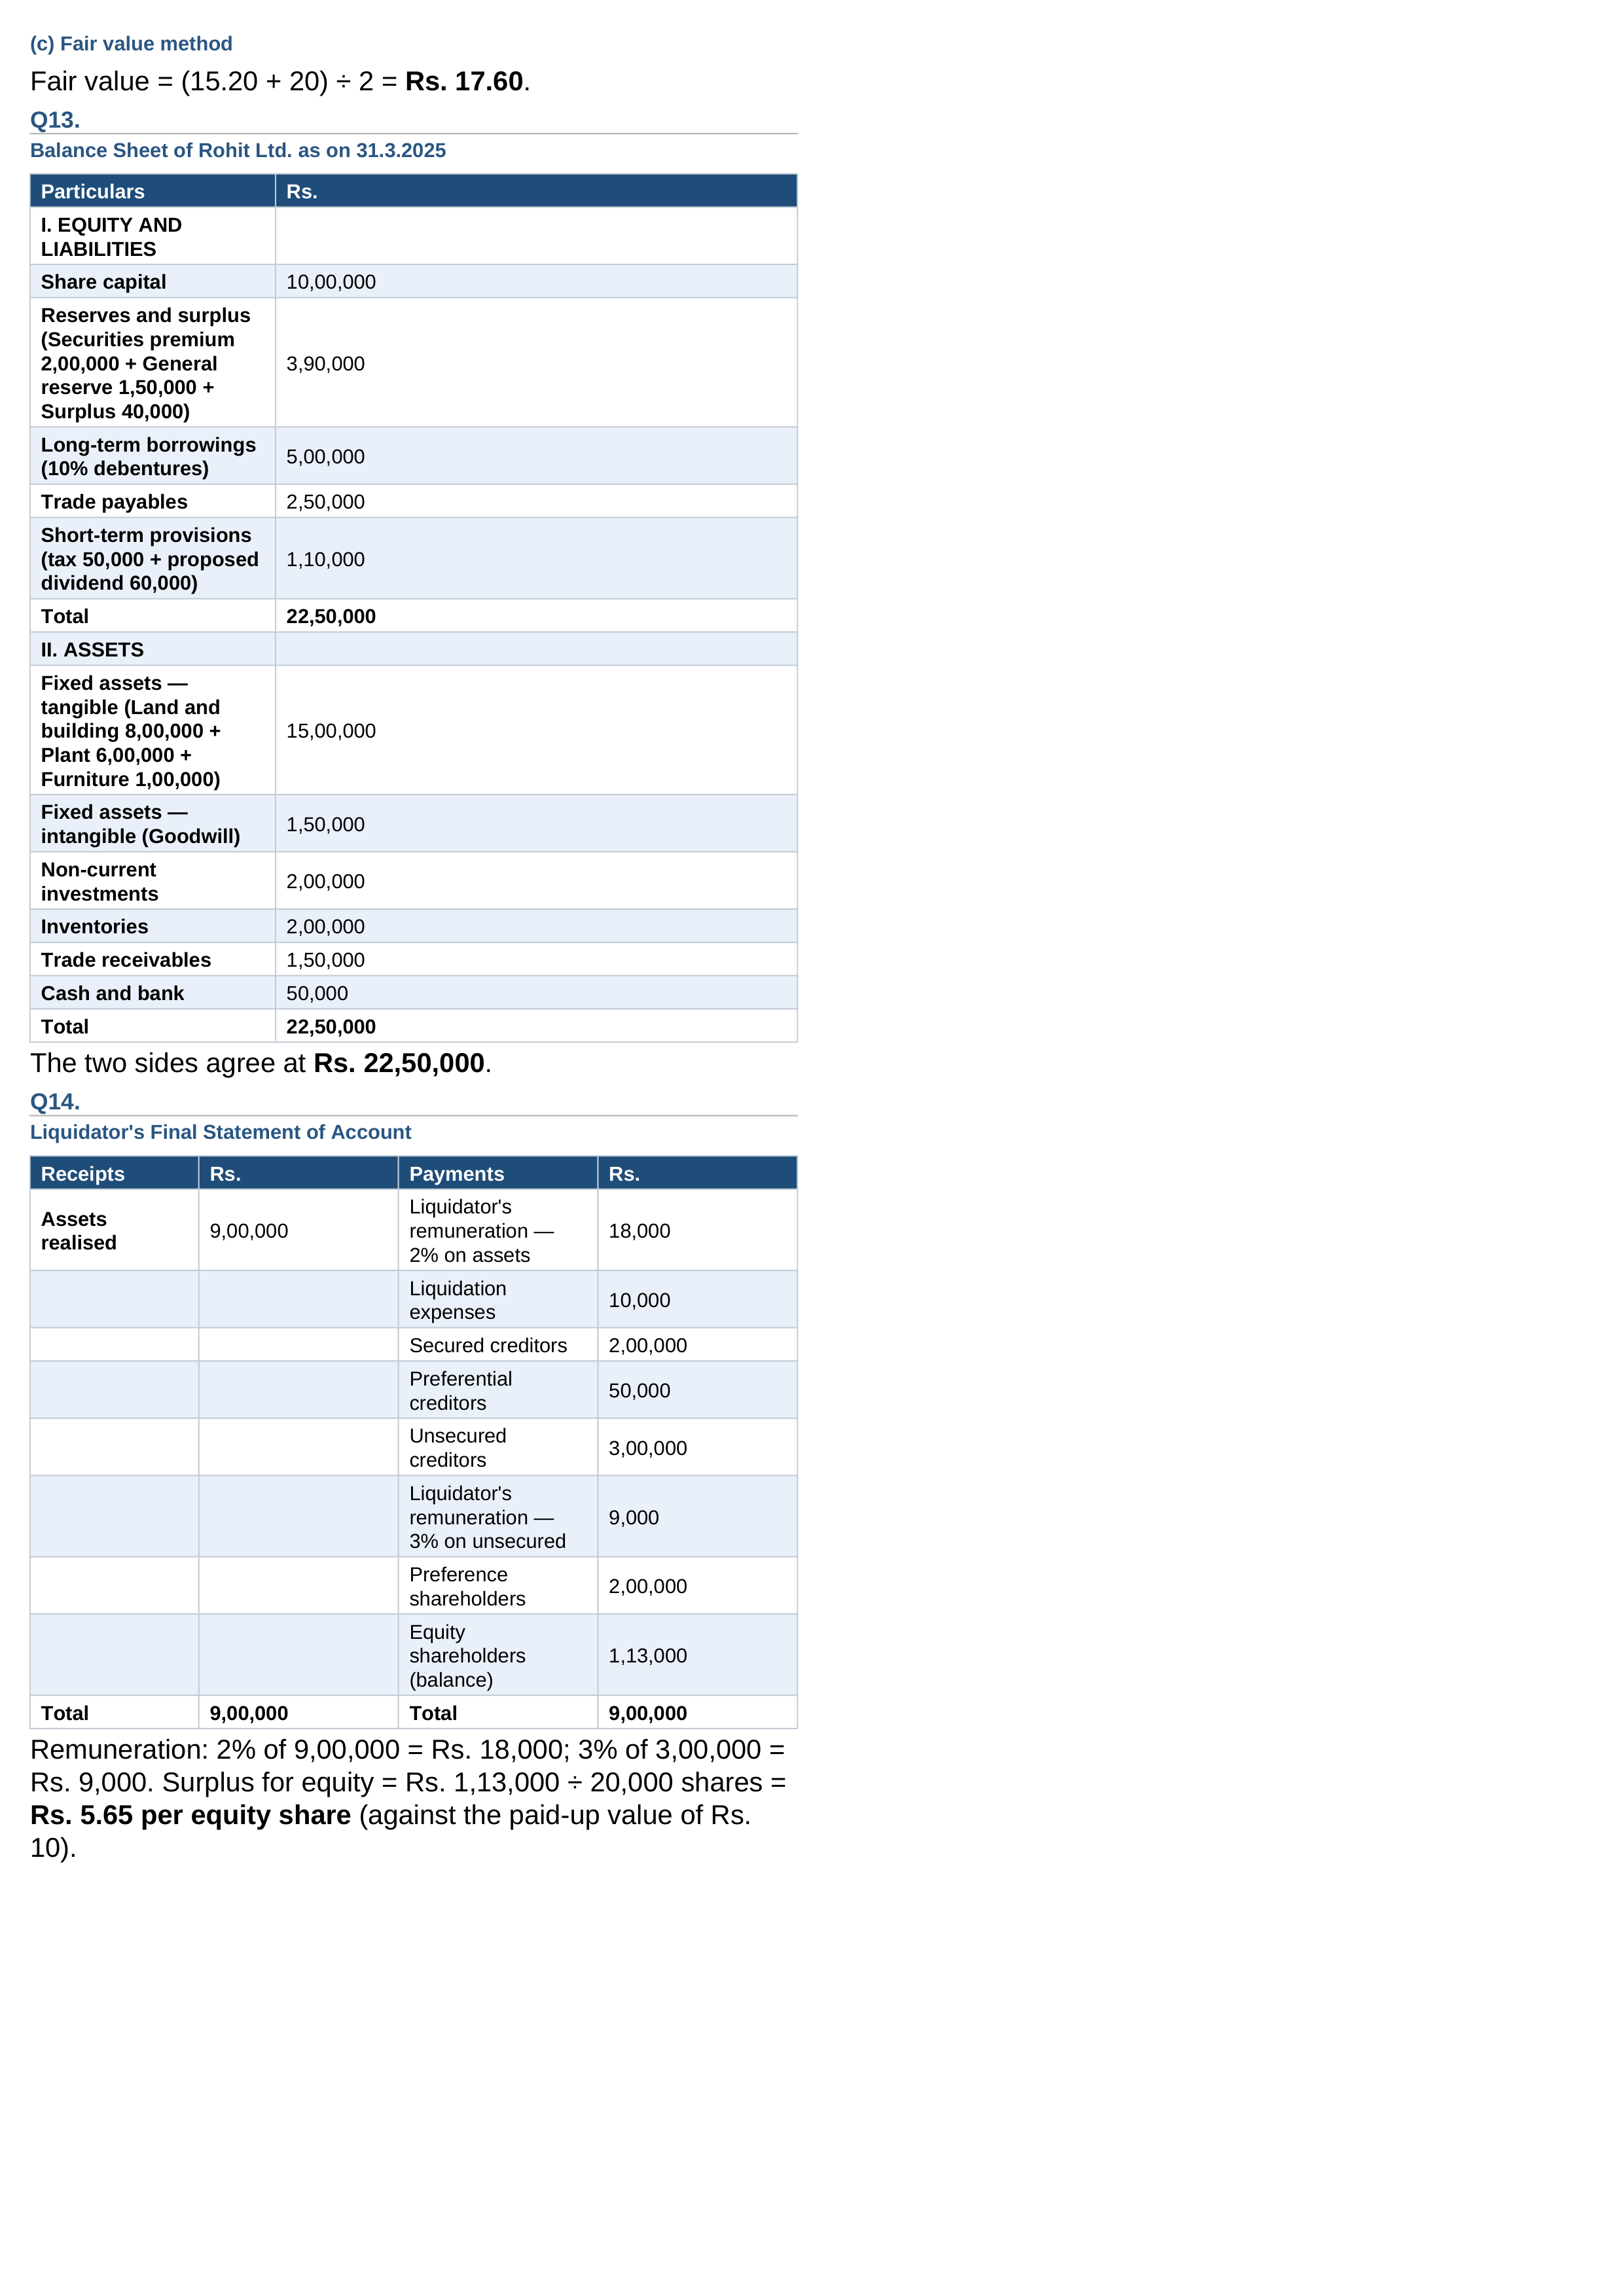 (c) Fair value method
Fair value = (15.20 + 20) ÷ 2 = Rs. 17.60.
Q13.
Balance Sheet of Rohit Ltd. as on 31.3.2025
Particulars Rs.
I. EQUITY AND
LIABILITIES
Share capital 10,00,000
Reserves and surplus
(Securities premium
2,00,000 + General
reserve 1,50,000 +
Surplus 40,000)
3,90,000
Long-term borrowings
(10% debentures)
5,00,000
Trade payables 2,50,000
Short-term provisions
(tax 50,000 + proposed
dividend 60,000)
1,10,000
Total 22,50,000
II. ASSETS
Fixed assets —
tangible (Land and
building 8,00,000 +
Plant 6,00,000 +
Furniture 1,00,000)
15,00,000
Fixed assets —
intangible (Goodwill)
1,50,000
Non-current
investments
2,00,000
Inventories 2,00,000
Trade receivables 1,50,000
Cash and bank 50,000
Total 22,50,000
The two sides agree at Rs. 22,50,000.
Q14.
Liquidator's Final Statement of Account
Receipts Rs. Payments Rs.
Assets
realised
9,00,000
Liquidator's
remuneration —
2% on assets
18,000
Liquidation
expenses
10,000
Secured creditors 2,00,000
Preferential
creditors
50,000
Unsecured
creditors
3,00,000
Liquidator's
remuneration —
3% on unsecured
9,000
Preference
shareholders
2,00,000
Equity
shareholders
(balance)
1,13,000
Total 9,00,000 Total 9,00,000
Remuneration: 2% of 9,00,000 = Rs. 18,000; 3% of 3,00,000 =
Rs. 9,000. Surplus for equity = Rs. 1,13,000 ÷ 20,000 shares =
Rs. 5.65 per equity share (against the paid-up value of Rs.
10).